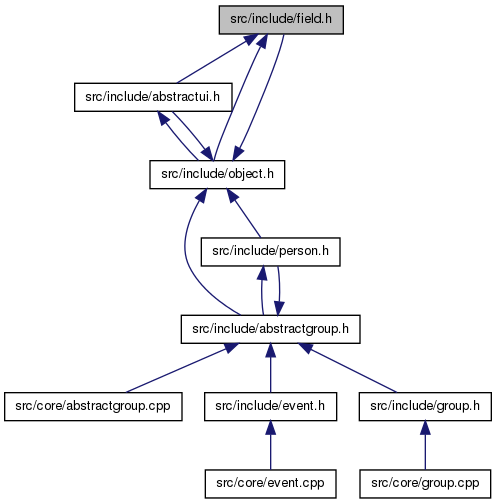 src/include/field.h
src/include/abstractui.h
src/include/object.h
src/include/person.h
src/include/abstractgroup.h
src/core/abstractgroup.cpp
src/include/event.h
src/include/group.h
src/core/event.cpp
src/core/group.cpp